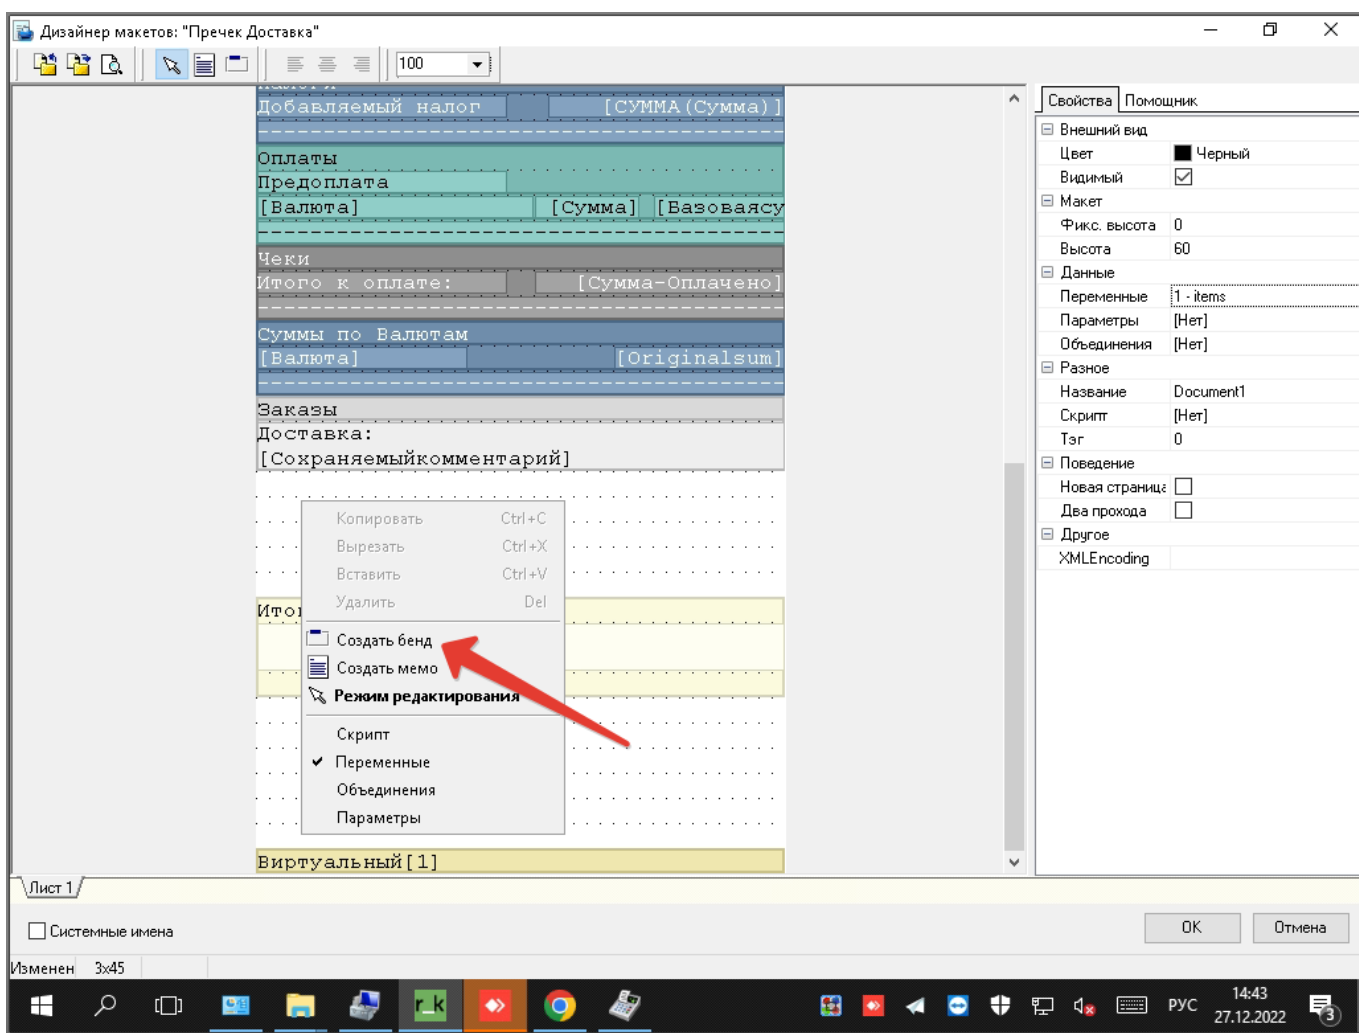 Дизайнер макетов: "Пречек Доставка"
100
Добавляемый налог [СУММА(Сумма)]
Оплаты
Предоплата
[Валюта] [Сумма] [Базоваясу
Чеки
Итого к оплате: [Сумма-Оплачено]
Суммы по Валютам
[Валюта] [Originalsum]
Заказы
Доставка:
[Сохраняемыйкомментарий]
Копировать Ctrl+C
Вырезать Ctrl+X
Вставить Ctrl+V
Удалить Del
Создать бенд
Создать мемо
Режим редактирования
Скрипт
Переменные
Объединения
Параметры
Виртуальный[1]
Свойства Помощник
Внешний вид
Цвет Черный
Видимый
Макет
Фикс. высота 0
Высота 60
Данные
Переменные 1 - items
Параметры [Нет]
Объединения [Нет]
Разное
Название Document1
Скрипт [Нет]
Тэг 0
Поведение
Новая страница
Два прохода
Другое
XMLEncoding
Лист 1
Системные имена
OK Отмена
Изменен 3x45
r_k
РУС
14:43
27.12.2022
3